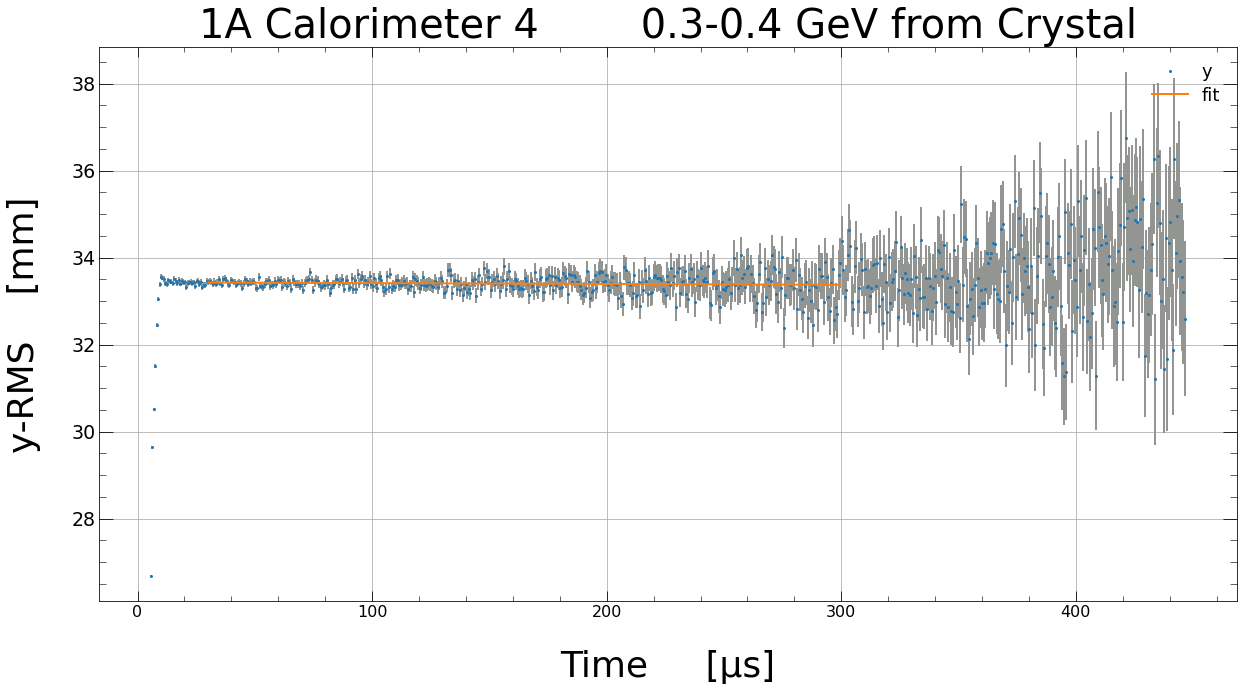 1A Calorimeter 4 0.3-0.4 GeV from Crystal
y
fit
y-RMS [mm]
38
36
34
32
30
28
0 100 200 300 400
Time [μs]